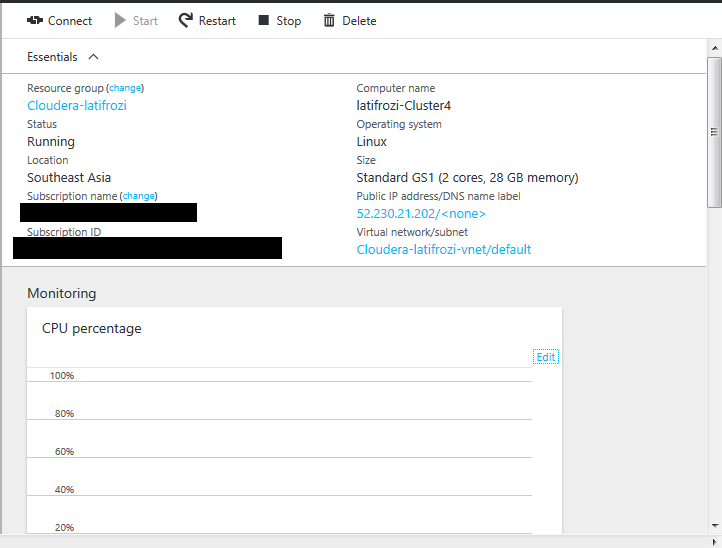 Connect Start Restart Stop Delete
Essentials
Resource group (change)
Cloudera-latifrozi
Status
Running
Location
Southeast Asia
Subscription name (change)
Subscription ID
Computer name
latifrozi-Cluster4
Operating system
Linux
Size
Standard GS1 (2 cores, 28 GB memory)
Public IP address/DNS name label
52.230.21.202/<none>
Virtual network/subnet
Cloudera-latifrozi-vnet/default
Monitoring
CPU percentage
Edit
100%
80%
60%
40%
20%